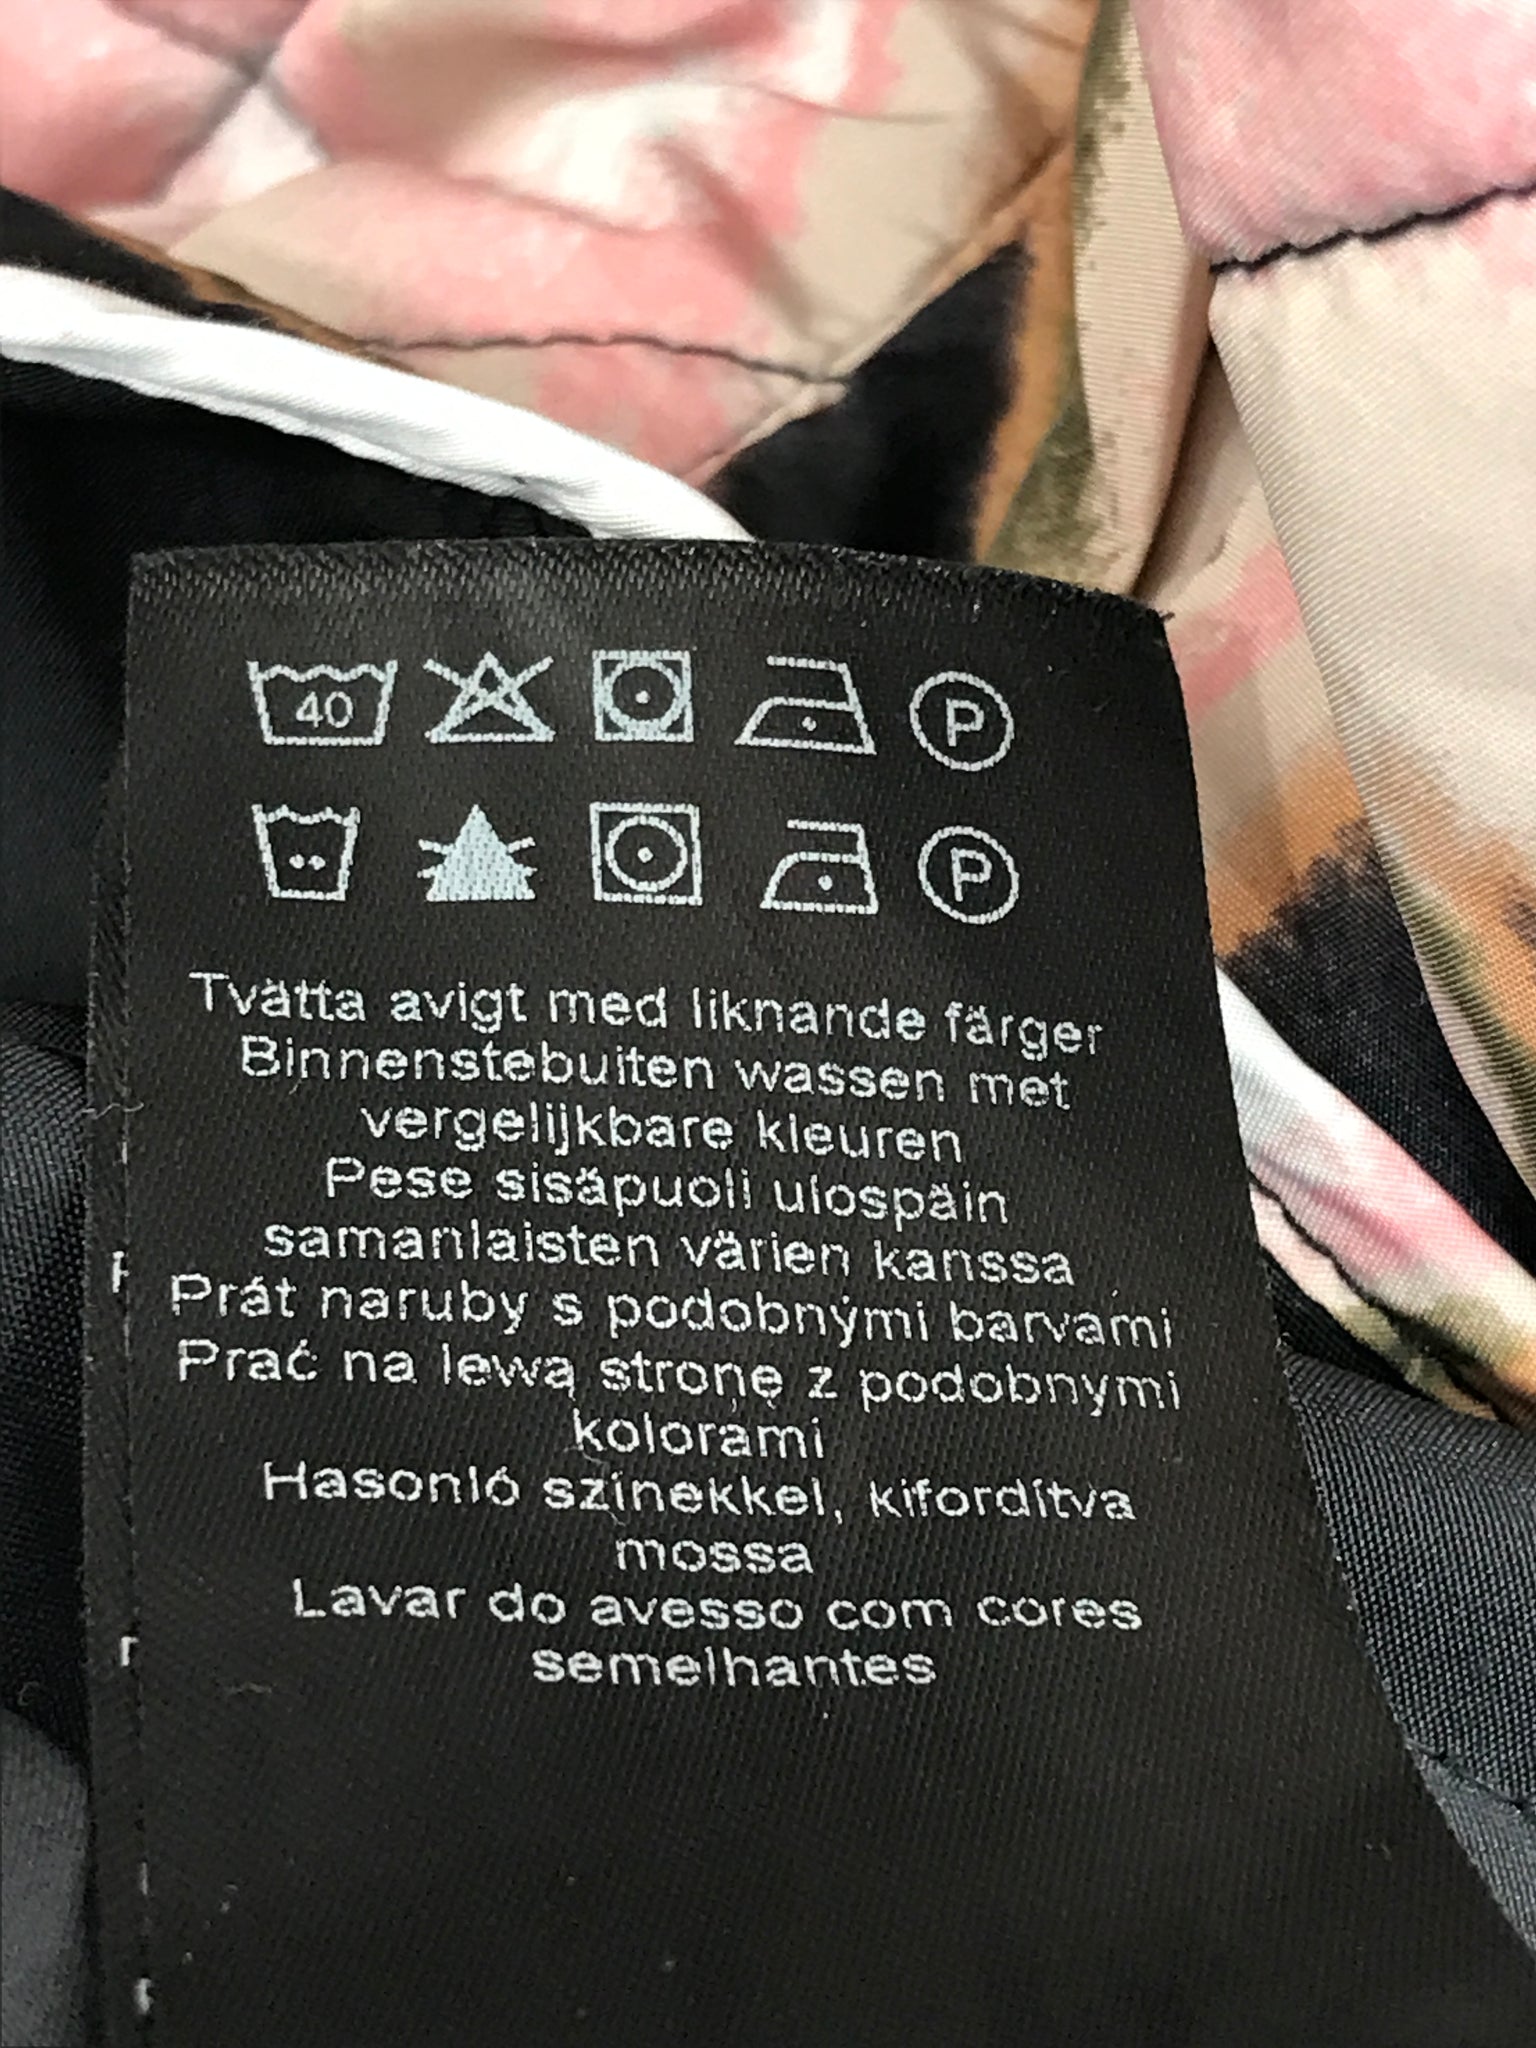 40
P
P
Tvätta avigt med liknande färger
Binnenstebuiten wassen met
vergelijkbare kleuren
Pese sisäpuoli ulospäin
samanlaisten värien kanssa
Prát naruby s podobnými barvami
Prać na lewą stronę z podobnymi
kolorami
Hasonló színekkel, kifordítva
mossa
Lavar do avesso com cores
semelhantes